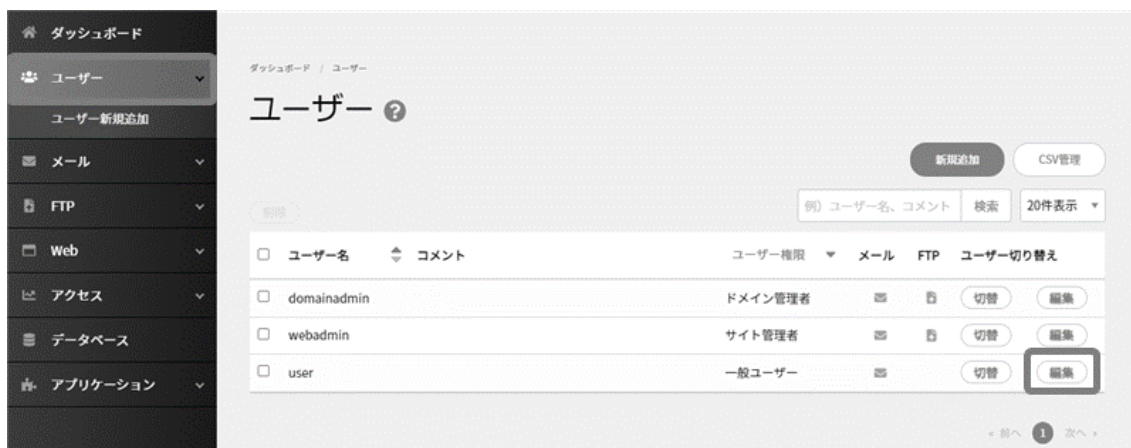 ダッシュボード
ユーザー
ユーザー新規追加
メール
FTP
Web
アクセス
データベース
アプリケーション
ダッシュボード / ユーザー
ユーザー ?
新規追加 CSV管理
削除 例）ユーザー名、コメント 検索 20件表示
ユーザー名 コメント ユーザー権限 メール FTP ユーザー切り替え
domainadmin ドメイン管理者 切替 編集
webadmin サイト管理者 切替 編集
user 一般ユーザー 切替 編集
« 前へ 1 次へ »